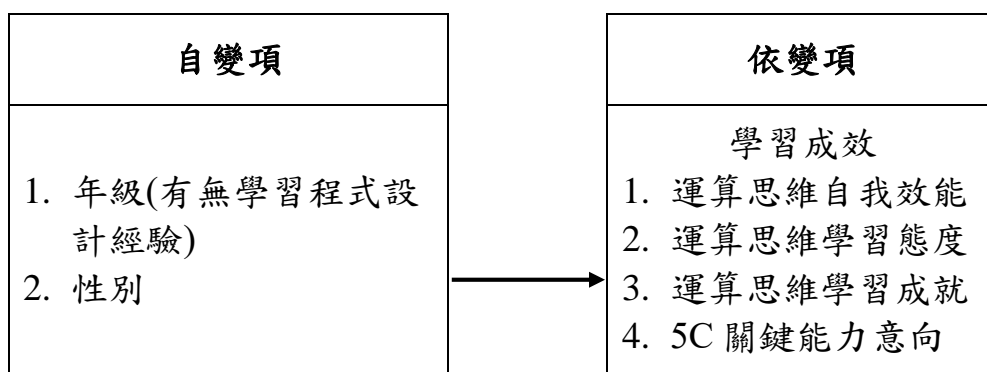 自變項
1. 年級(有無學習程式設
計經驗)
2. 性別
依變項
學習成效
1. 運算思維自我效能
2. 運算思維學習態度
3. 運算思維學習成就
4. 5C 關鍵能力意向